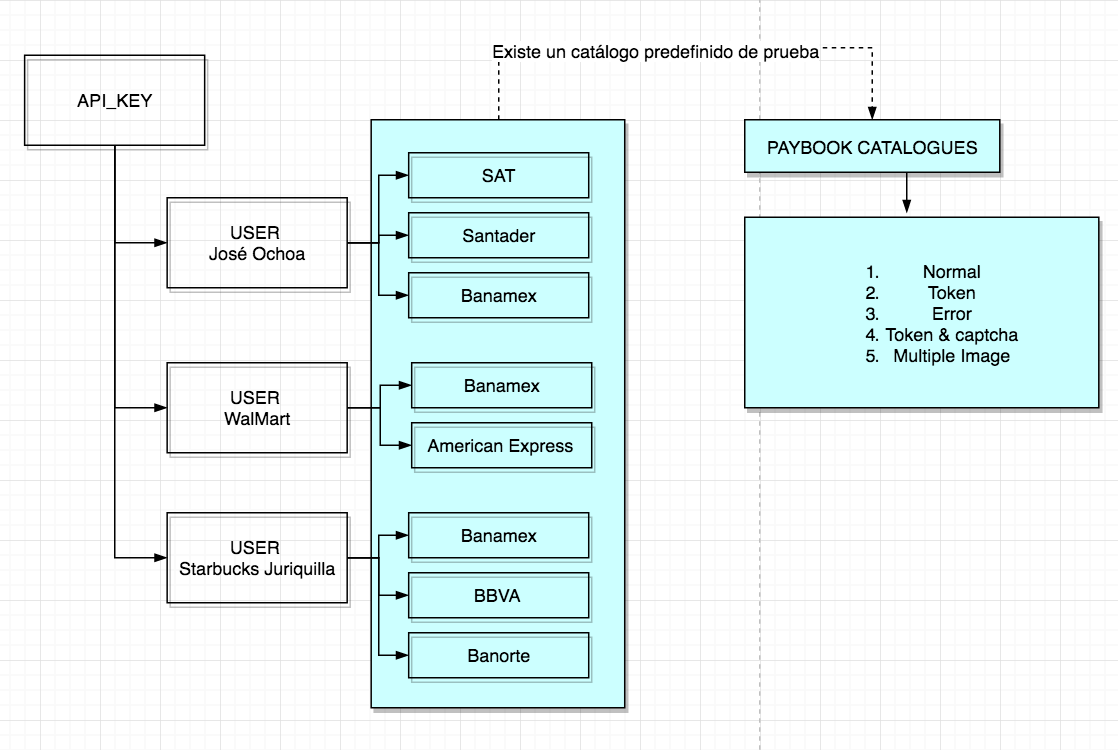 Existe un catálogo predefinido de prueba
API_KEY
PAYBOOK CATALOGUES
SAT
USER
José Ochoa
Santader
Banamex
1. Normal
2. Token
3. Error
4. Token & captcha
5. Multiple Image
USER
WalMart
Banamex
American Express
USER
Starbucks Juriquilla
Banamex
BBVA
Banorte